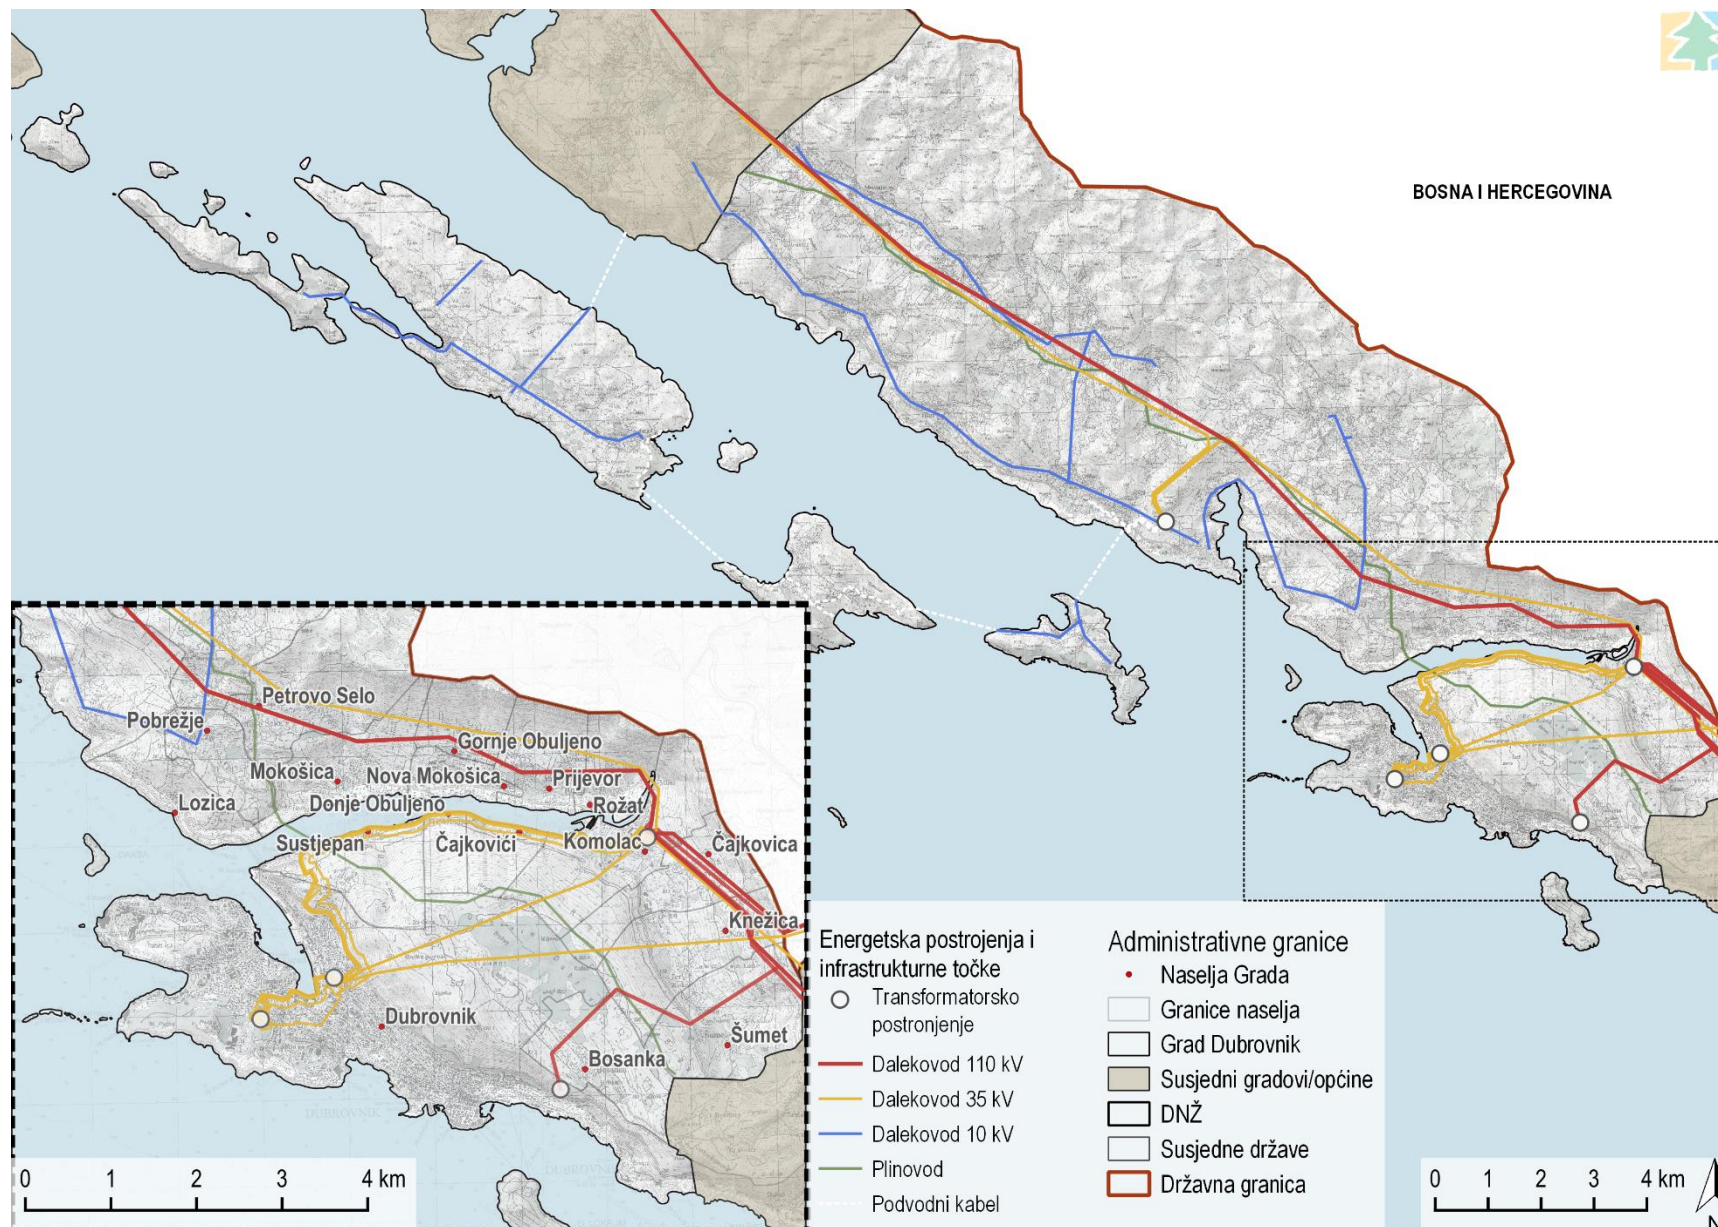 BOSNA I HERCEGOVINA
Petrovo Selo
Pobrežje
Gornje Obuljeno
Mokošica
Nova Mokošica
Prijevor
Lozica
Donje Obuljeno
Rožat
Sustjepan
Čajkovići
Komolac
Čajkovica
Knežica
Dubrovnik
Šumet
Bosanka
DUBROVNIK
0 1 2 3 4 km
Energetska postrojenja i
infrastrukturne točke
Transformatorsko
postronjenje
Dalekovod 110 kV
Dalekovod 35 kV
Dalekovod 10 kV
Plinovod
Podvodni kabel
Administrativne granice
Naselja Grada
Granice naselja
Grad Dubrovnik
Susjedni gradovi/općine
DNŽ
Susjedne države
Državna granica
0 1 2 3 4 km
N